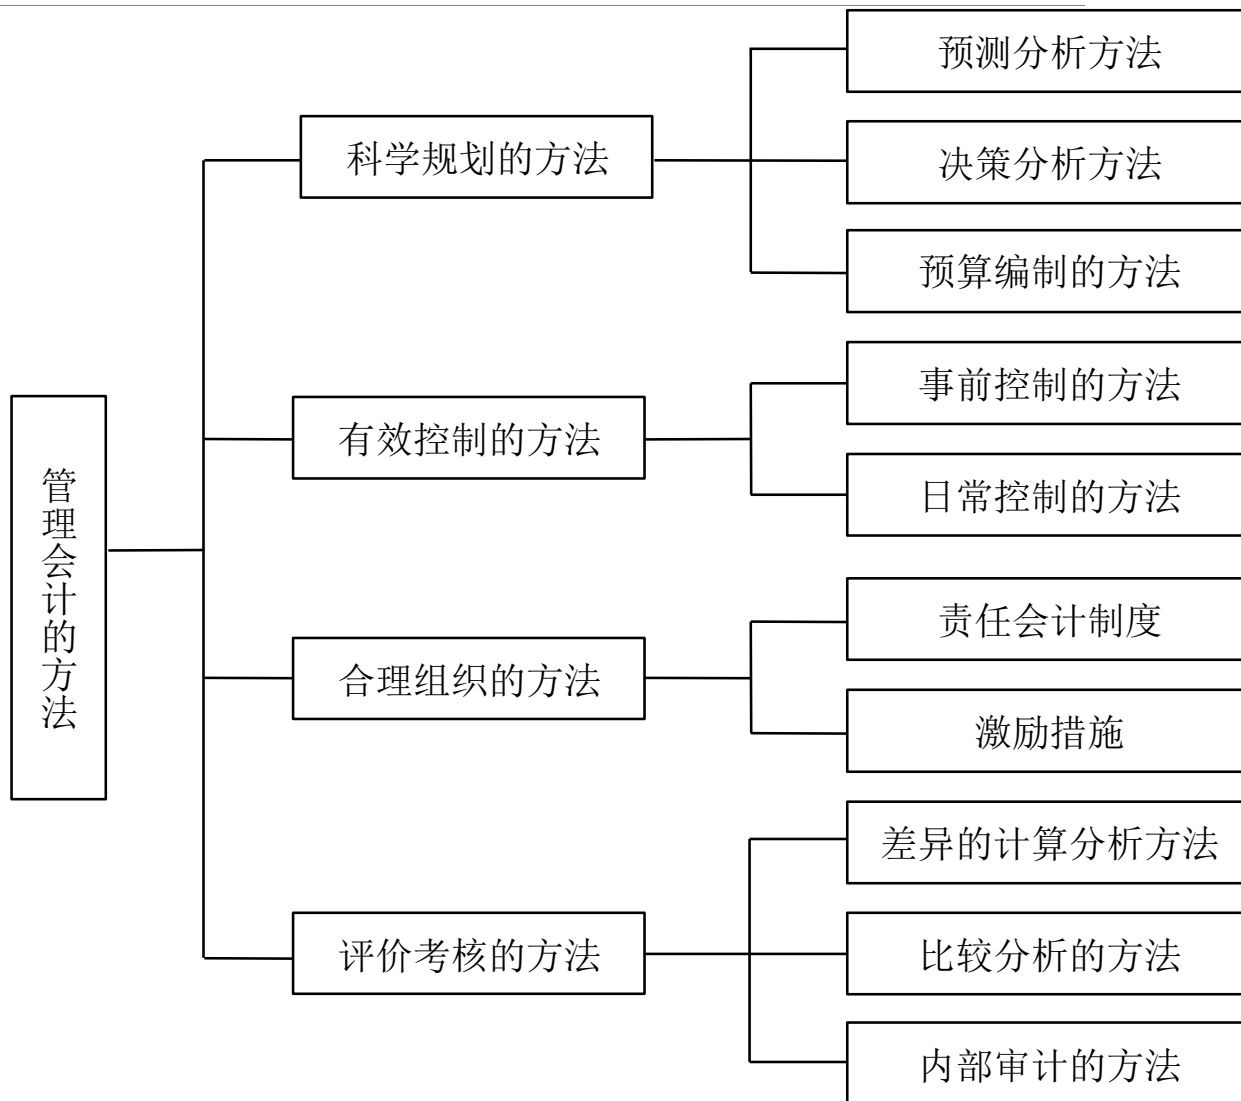 管理会计的方法
科学规划的方法
预测分析方法
决策分析方法
预算编制的方法
有效控制的方法
事前控制的方法
日常控制的方法
合理组织的方法
责任会计制度
激励措施
评价考核的方法
差异的计算分析方法
比较分析的方法
内部审计的方法